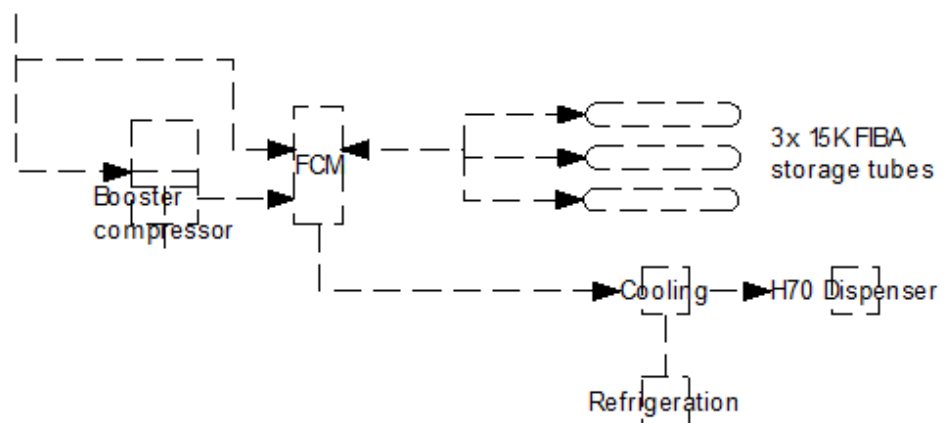 FCM
3x 15K FIBA
storage tubes
Booster
compressor
Cooling
H70 Dispenser
Refrigeration